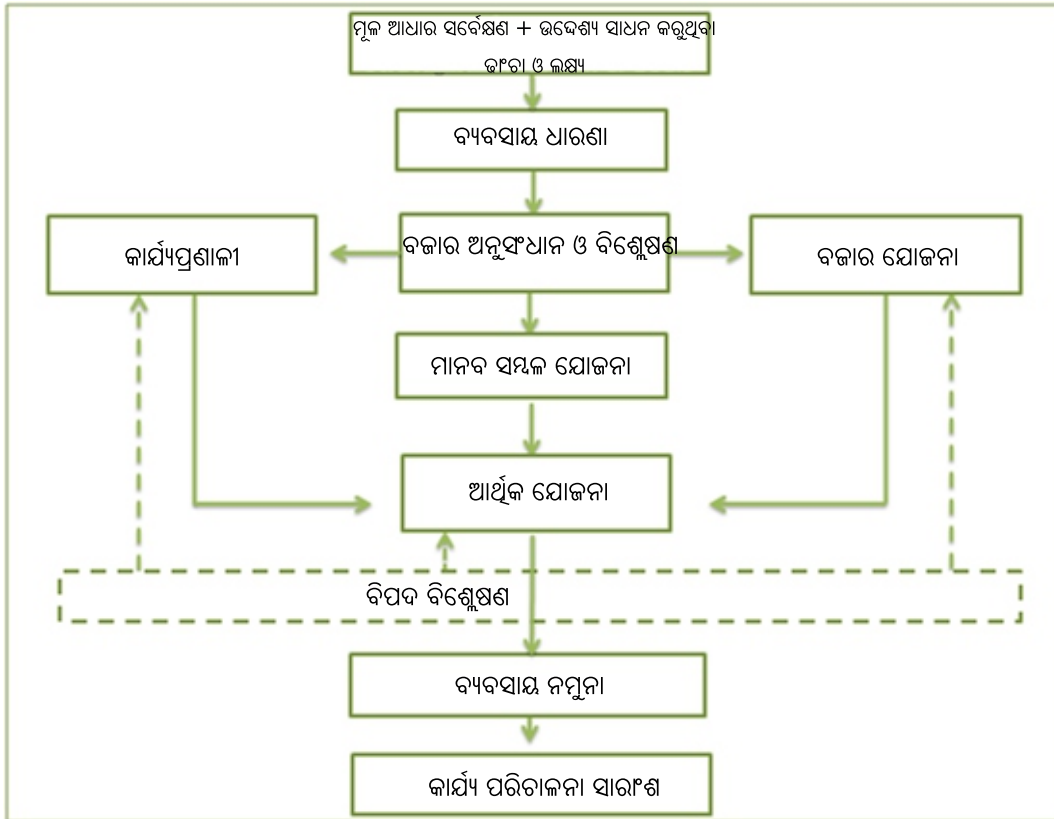 ମୂଳ ଆଧାର ସର୍ବେକ୍ଷଣ + ଉଦ୍ଦେଶ୍ୟ ସାଧନ କରୁଥିବା
ଢାଂଚା ଓ ଲକ୍ଷ୍ୟ
ବ୍ୟବସାୟ ଧାରଣା
କାର୍ଯ୍ୟପ୍ରଣାଳୀ
ବଜାର ଅନୁସଂଧାନ ଓ ବିଶ୍ଳେଷଣ
ବଜାର ଯୋଜନା
ମାନବ ସମ୍ବଳ ଯୋଜନା
ଆର୍ଥିକ ଯୋଜନା
ବିପଦ ବିଶ୍ଳେଷଣ
ବ୍ୟବସାୟ ନମୁନା
କାର୍ଯ୍ୟ ପରିଚାଳନା ସାରାଂଶ